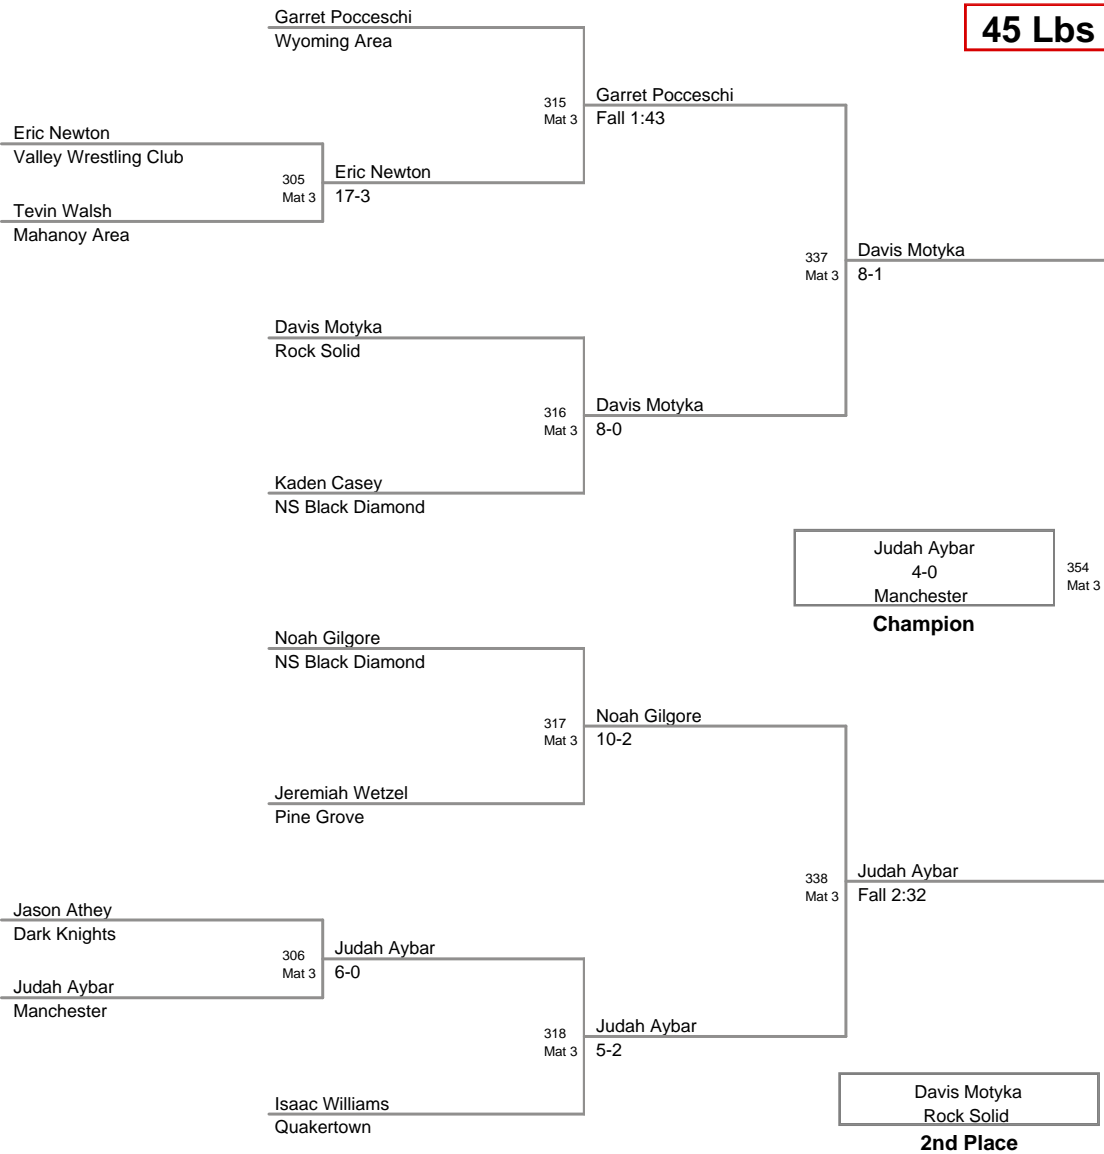 Garret Pocceschi
Wyoming Area
45 Lbs
315
Mat 3
Garret Pocceschi
Fall 1:43
Eric Newton
Valley Wrestling Club
305
Mat 3
Eric Newton
17-3
Tevin Walsh
Mahanoy Area
337
Mat 3
Davis Motyka
8-1
Davis Motyka
Rock Solid
316
Mat 3
Davis Motyka
8-0
Kaden Casey
NS Black Diamond
Judah Aybar
4-0
Manchester
354
Mat 3
Champion
Noah Gilgore
NS Black Diamond
317
Mat 3
Noah Gilgore
10-2
Jeremiah Wetzel
Pine Grove
338
Mat 3
Judah Aybar
Fall 2:32
Jason Athey
Dark Knights
306
Mat 3
Judah Aybar
6-0
Judah Aybar
Manchester
318
Mat 3
Judah Aybar
5-2
Isaac Williams
Quakertown
Davis Motyka
Rock Solid
2nd Place